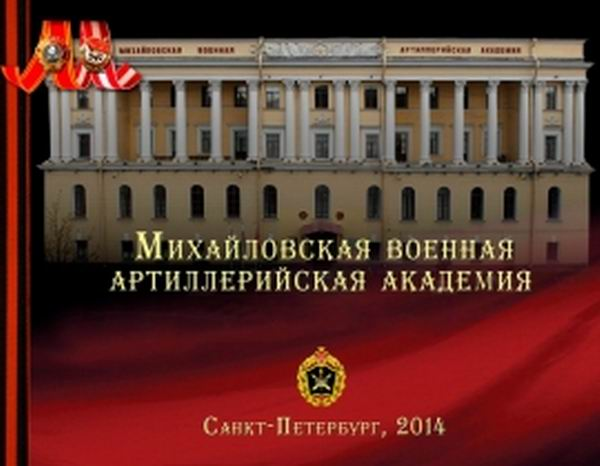 МИХАЙЛОВСКАЯ ВОЕННАЯ АРТИЛЛЕРИЙСКАЯ АКАДЕМИЯ
Михайловская военная
артиллерийская академия
Санкт-Петербург, 2014